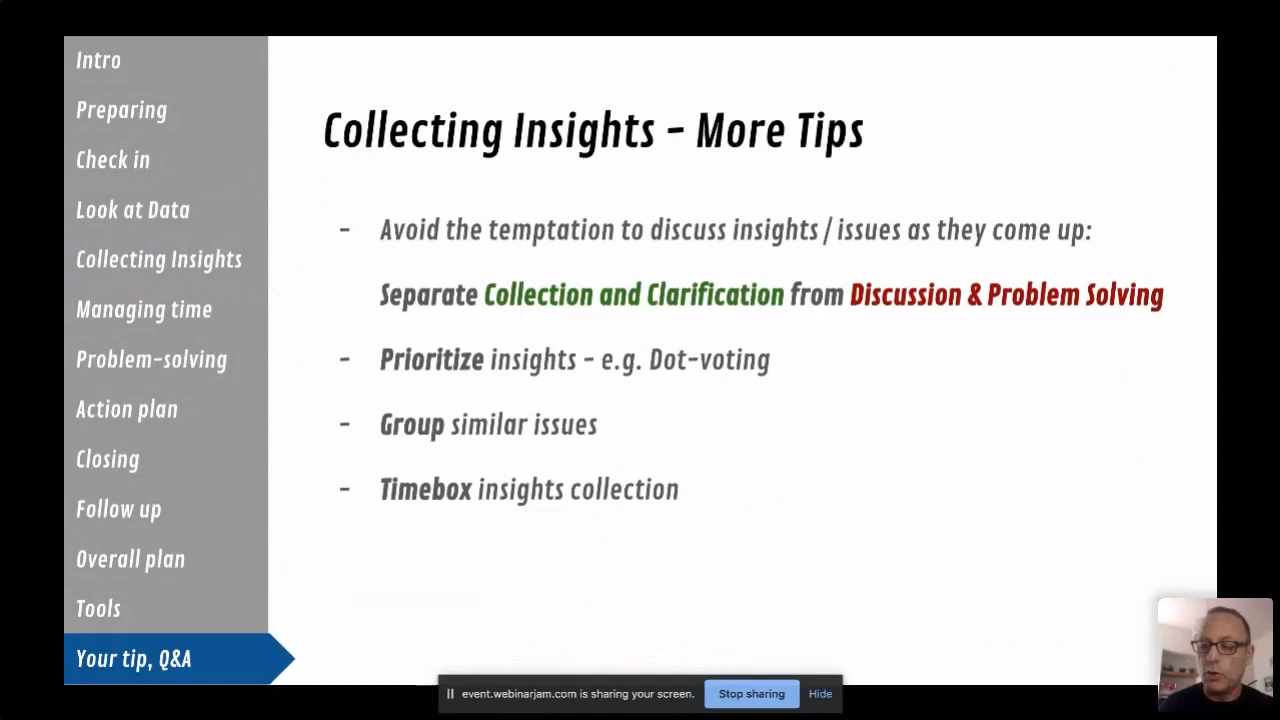 Intro
Preparing
Check in
Look at Data
Collecting Insights
Managing time
Problem-solving
Action plan
Closing
Follow up
Overall plan
Tools
Your tip, Q&A
Collecting Insights - More Tips
- Avoid the temptation to discuss insights / issues as they come up:
Separate Collection and Clarification from Discussion & Problem Solving
- Prioritize insights - e.g. Dot-voting
- Group similar issues
- Timebox insights collection
event.webinarjam.com is sharing your screen. Stop sharing Hide